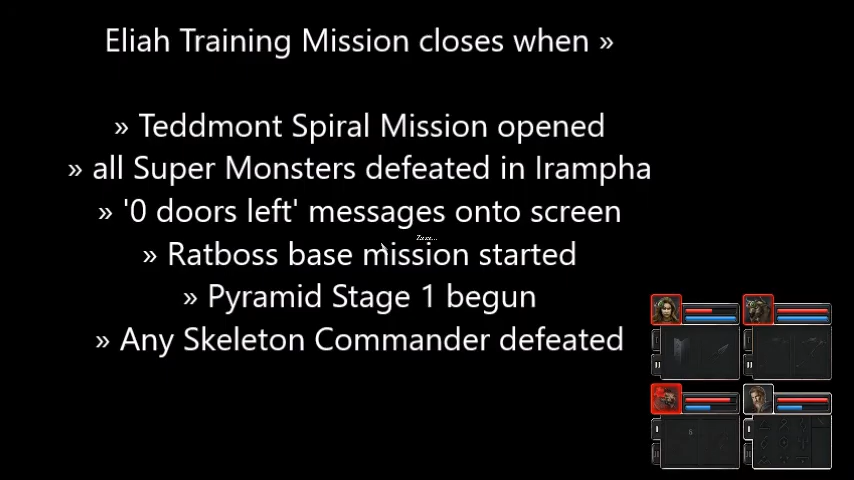 Eliah Training Mission closes when »
» Teddmont Spiral Mission opened
» all Super Monsters defeated in Irampha
» '0 doors left' messages onto screen
Zzzz...
» Ratboss base mission started
» Pyramid Stage 1 begun
» Any Skeleton Commander defeated